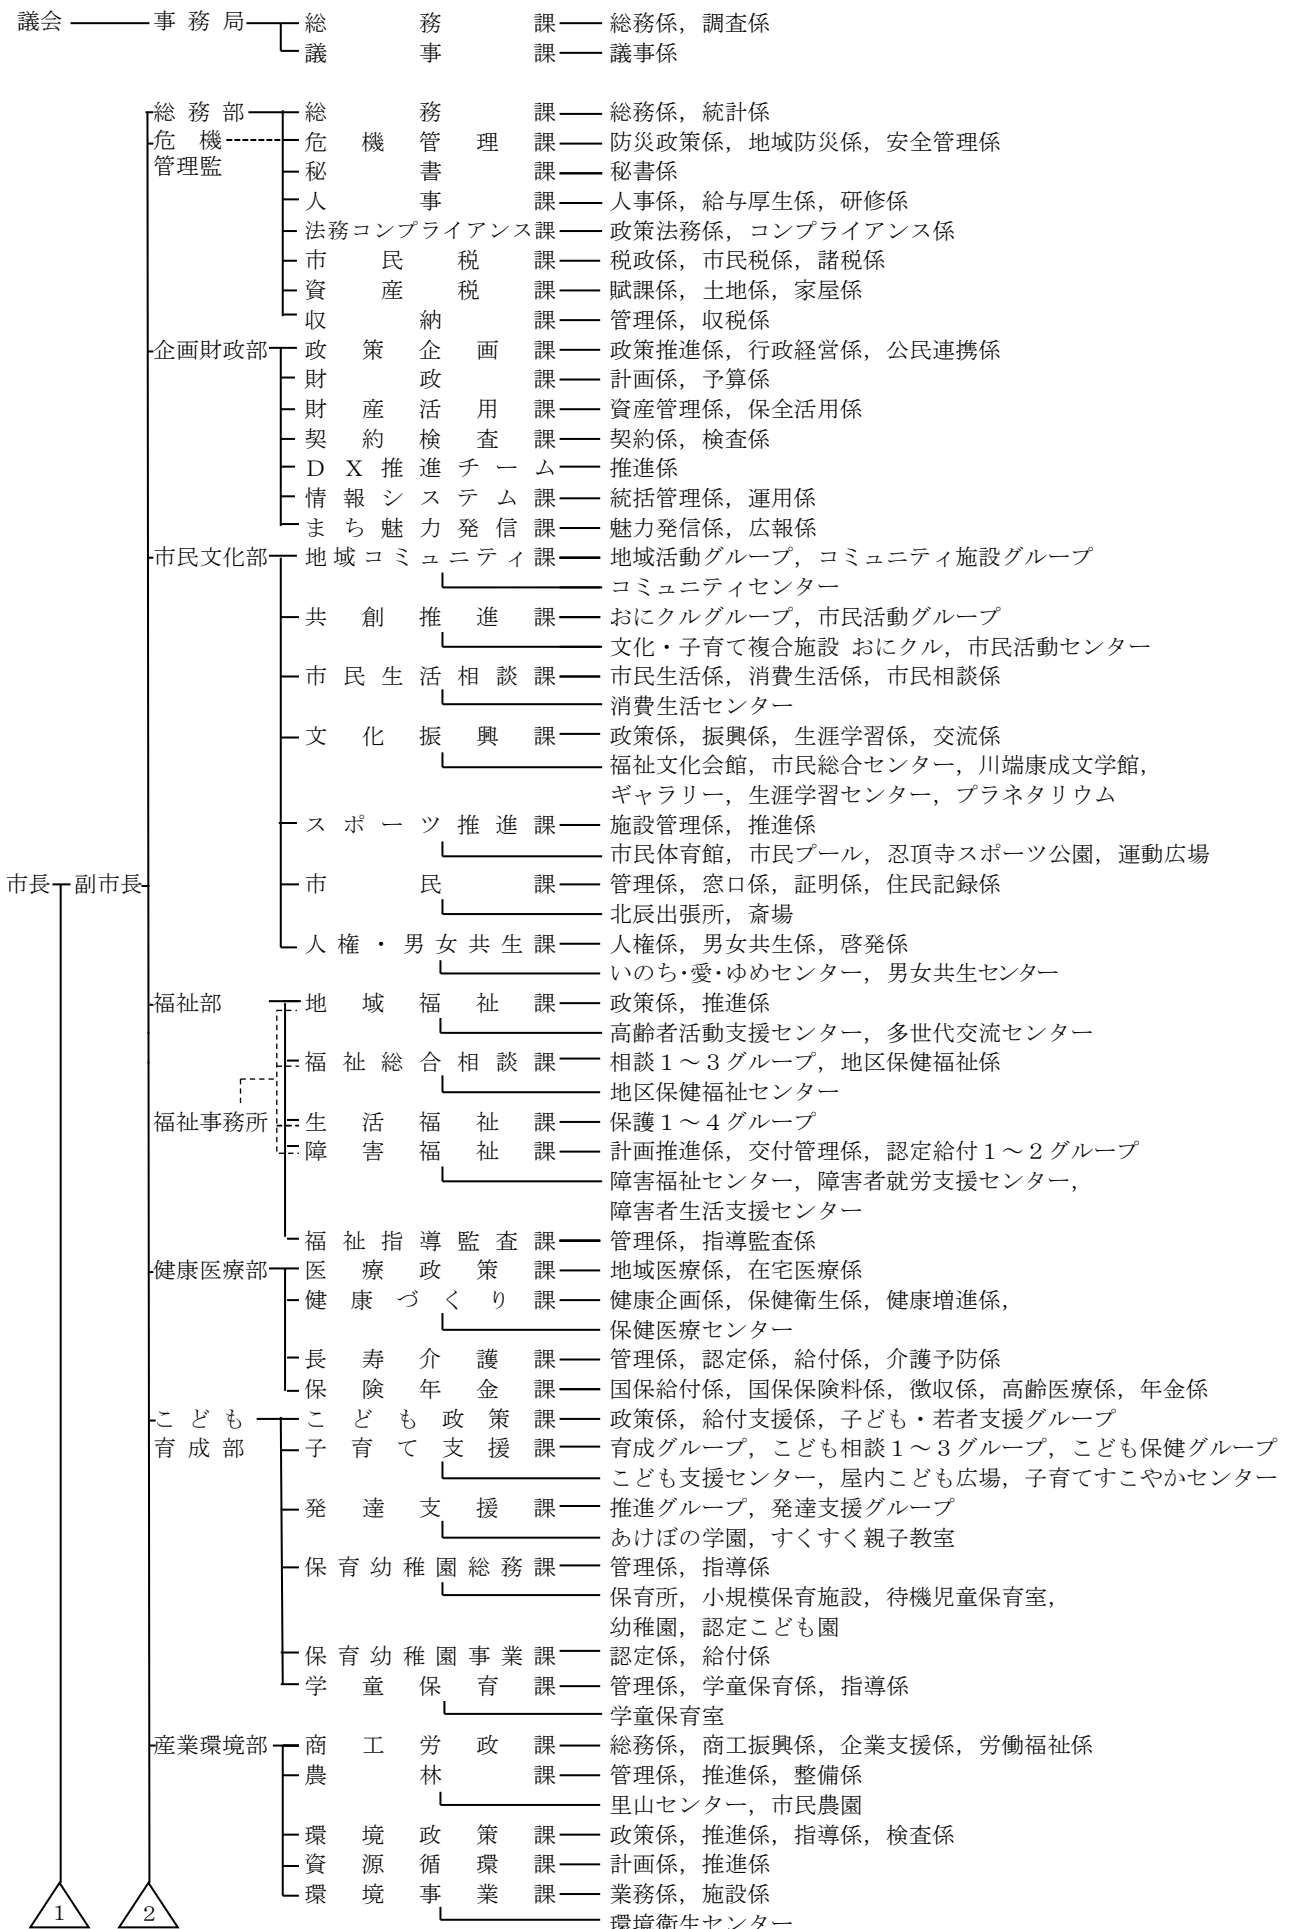 議会 事務局 総務課 総務係，調査係
議事課 議事係
総務部 総務課 総務係，統計係
危機 危機管理課 防災政策係，地域防災係，安全管理係
管理監 秘書課 秘書係
人事課 人事係，給与厚生係，研修係
法務コンプライアンス課 政策法務係，コンプライアンス係
市民税課 税政係，市民税係，諸税係
資産税課 賦課係，土地係，家屋係
収納課 管理係，収税係
企画財政部 政策企画課 政策推進係，行政経営係，公民連携係
財政課 計画係，予算係
財産活用課 資産管理係，保全活用係
契約検査課 契約係，検査係
ＤＸ推進チーム 推進係
情報システム課 統括管理係，運用係
まち魅力発信課 魅力発信係，広報係
市民文化部 地域コミュニティ課 地域活動グループ，コミュニティ施設グループ
コミュニティセンター
共創推進課 おにクルグループ，市民活動グループ
文化・子育て複合施設 おにクル，市民活動センター
市民生活相談課 市民生活係，消費生活係，市民相談係
消費生活センター
文化振興課 政策係，振興係，生涯学習係，交流係
福祉文化会館，市民総合センター，川端康成文学館，
ギャラリー，生涯学習センター，プラネタリウム
スポーツ推進課 施設管理係，推進係
市民体育館，市民プール，忍頂寺スポーツ公園，運動広場
市長 副市長 市民課 管理係，窓口係，証明係，住民記録係
北辰出張所，斎場
人権・男女共生課 人権係，男女共生係，啓発係
いのち・愛・ゆめセンター，男女共生センター
福祉部 地域福祉課 政策係，推進係
高齢者活動支援センター，多世代交流センター
福祉総合相談課 相談１～３グループ，地区保健福祉係
地区保健福祉センター
福祉事務所 生活福祉課 保護１～４グループ
障害福祉課 計画推進係，交付管理係，認定給付１～２グループ
障害福祉センター，障害者就労支援センター，
障害者生活支援センター
福祉指導監査課 管理係，指導監査係
健康医療部 医療政策課 地域医療係，在宅医療係
健康づくり課 健康企画係，保健衛生係，健康増進係，
保健医療センター
長寿介護課 管理係，認定係，給付係，介護予防係
保険年金課 国保給付係，国保保険料係，徴収係，高齢医療係，年金係
こども こども政策課 政策係，給付支援係，子ども・若者支援グループ
育成部 子育て支援課 育成グループ，こども相談１～３グループ，こども保健グループ
こども支援センター，屋内こども広場，子育てすこやかセンター
発達支援課 推進グループ，発達支援グループ
あけぼの学園，すくすく親子教室
保育幼稚園総務課 管理係，指導係
保育所，小規模保育施設，待機児童保育室，
幼稚園，認定こども園
保育幼稚園事業課 認定係，給付係
学童保育課 管理係，学童保育係，指導係
学童保育室
産業環境部 商工労政課 総務係，商工振興係，企業支援係，労働福祉係
農林課 管理係，推進係，整備係
里山センター，市民農園
環境政策課 政策係，推進係，指導係，検査係
資源循環課 計画係，推進係
環境事業課 業務係，施設係
1 2 環境衛生センター